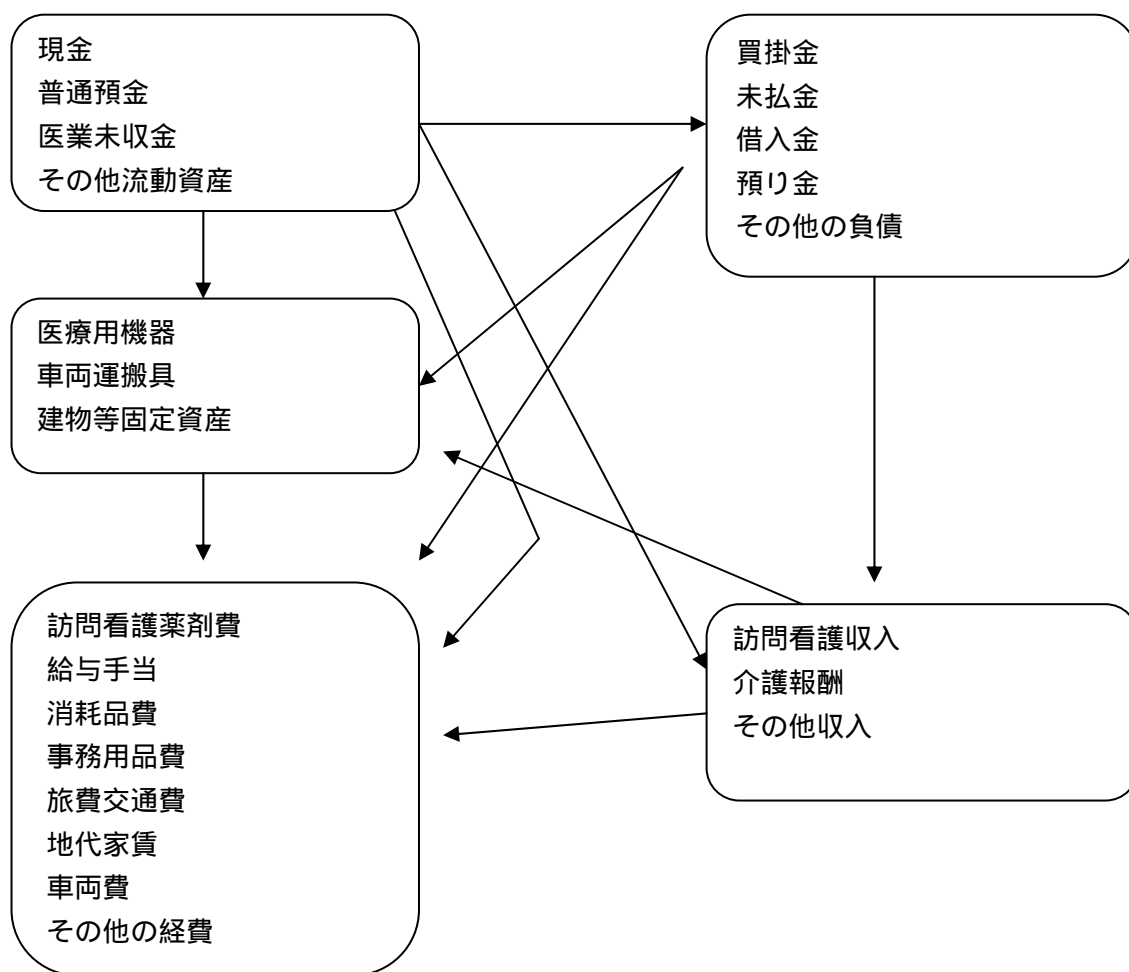 現金
普通預金
医業未収金
その他流動資産
買掛金
未払金
借入金
預り金
その他の負債
医療用機器
車両運搬具
建物等固定資産
訪問看護薬剤費
給与手当
消耗品費
事務用品費
旅費交通費
地代家賃
車両費
その他の経費
訪問看護収入
介護報酬
その他収入